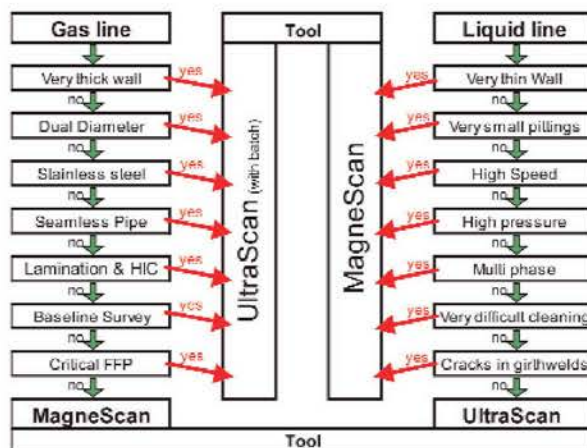 Gas line
Tool
Liquid line
Very thick wall
yes
yes
Very thin Wall
no
no
Dual Diameter
yes
yes
Very small pittings
no
no
Stainless steel
yes
yes
High Speed
no
no
Seamless Pipe
yes
yes
High pressure
no
no
Lamination & HIC
yes
yes
Multi phase
no
no
Baseline Survey
yes
yes
Very difficult cleaning
no
no
Critical FFP
yes
yes
Cracks in girthwelds
no
no
UltraScan (with batch)
MagneScan
MagneScan
UltraScan
Tool